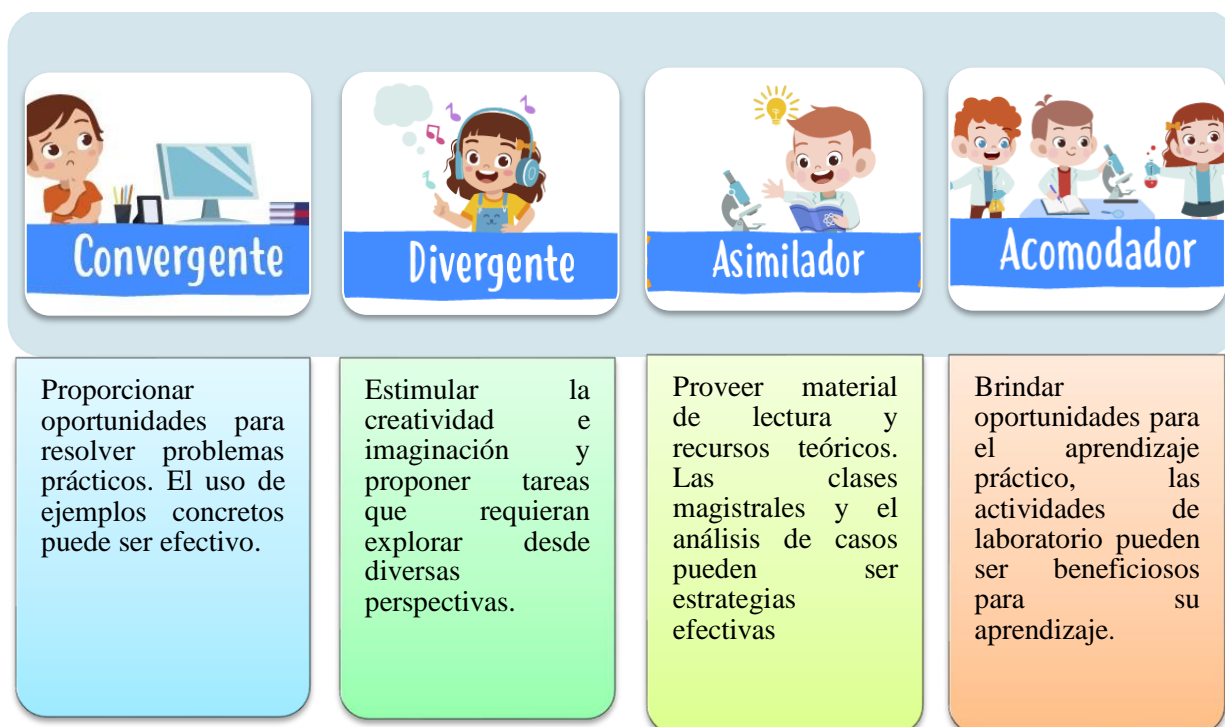 Convergente
Divergente
Asimilador
Acomodador
Proporcionar
oportunidades para
resolver problemas
prácticos. El uso de
ejemplos concretos
puede ser efectivo.
Estimular la
creatividad e
imaginación y
proponer tareas
que requieran
explorar desde
diversas
perspectivas.
Proveer material
de lectura y
recursos teóricos.
Las clases
magistrales y el
análisis de casos
pueden ser
estrategias
efectivas
Brindar
oportunidades para
el aprendizaje
práctico, las
actividades de
laboratorio pueden
ser beneficiosos
para su
aprendizaje.